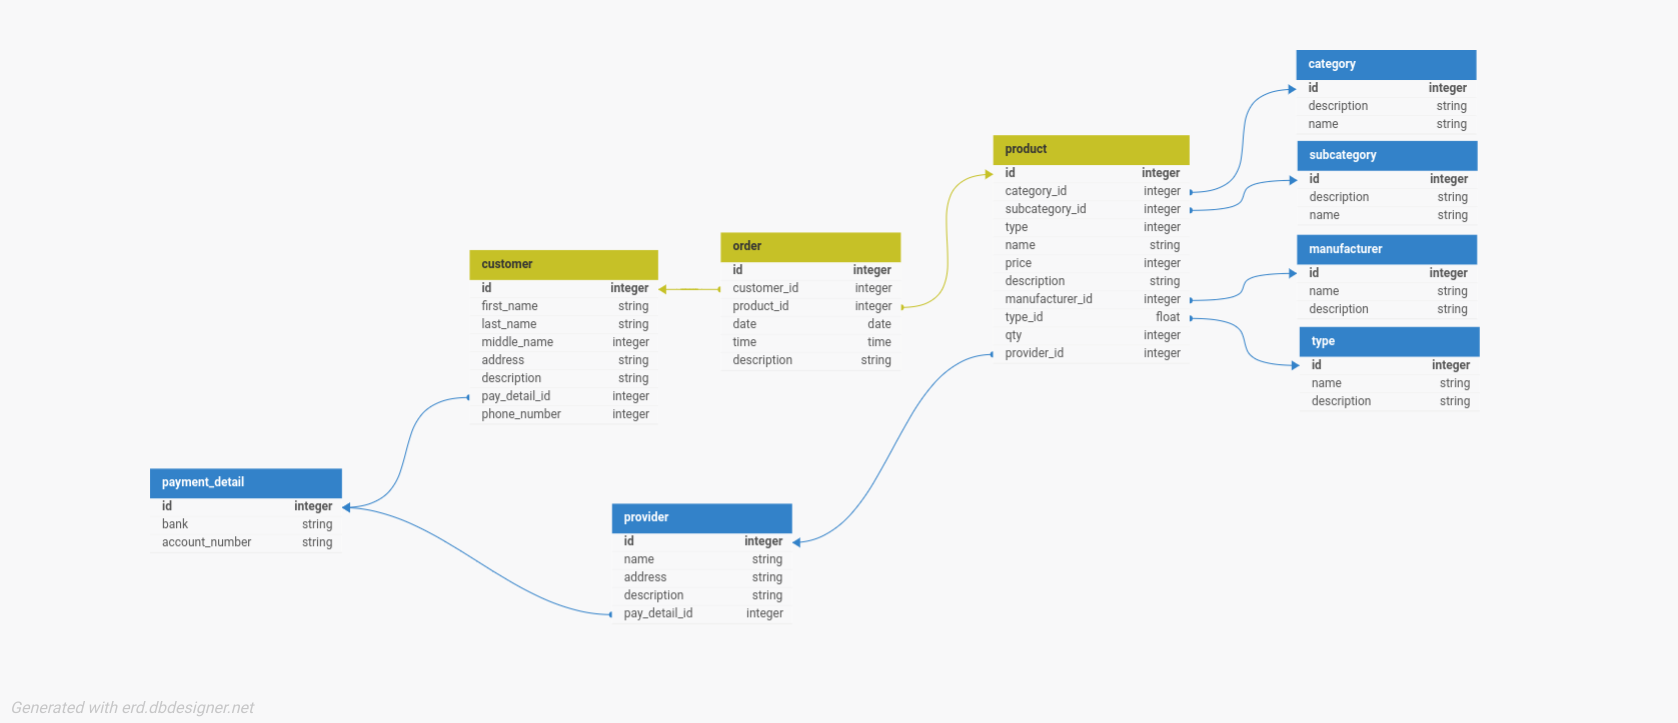 category
id integer
description string
name string
subcategory
id integer
description string
name string
manufacturer
id integer
name string
description string
type
id integer
name string
description string
product
id integer
category_id integer
subcategory_id integer
type integer
name string
price integer
description string
manufacturer_id integer
type_id float
qty integer
provider_id integer
order
id integer
customer_id integer
product_id integer
date date
time time
description string
customer
id integer
first_name string
last_name string
middle_name integer
address string
description string
pay_detail_id integer
phone_number integer
payment_detail
id integer
bank string
account_number string
provider
id integer
name string
address string
description string
pay_detail_id integer
Generated with erd.dbdesigner.net